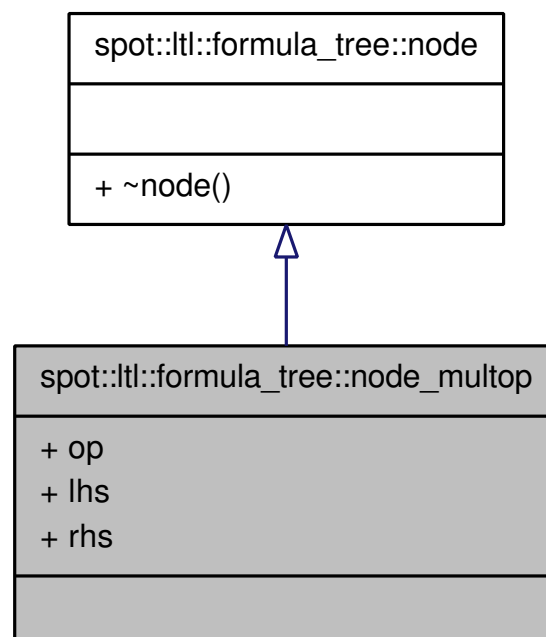 spot::ltl::formula_tree::node
+ ~node()
spot::ltl::formula_tree::node_multop
+ op
+ lhs
+ rhs